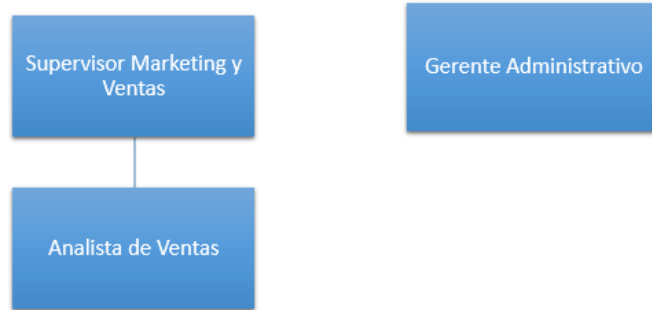 Supervisor Marketing y
Ventas
Gerente Administrativo
Analista de Ventas